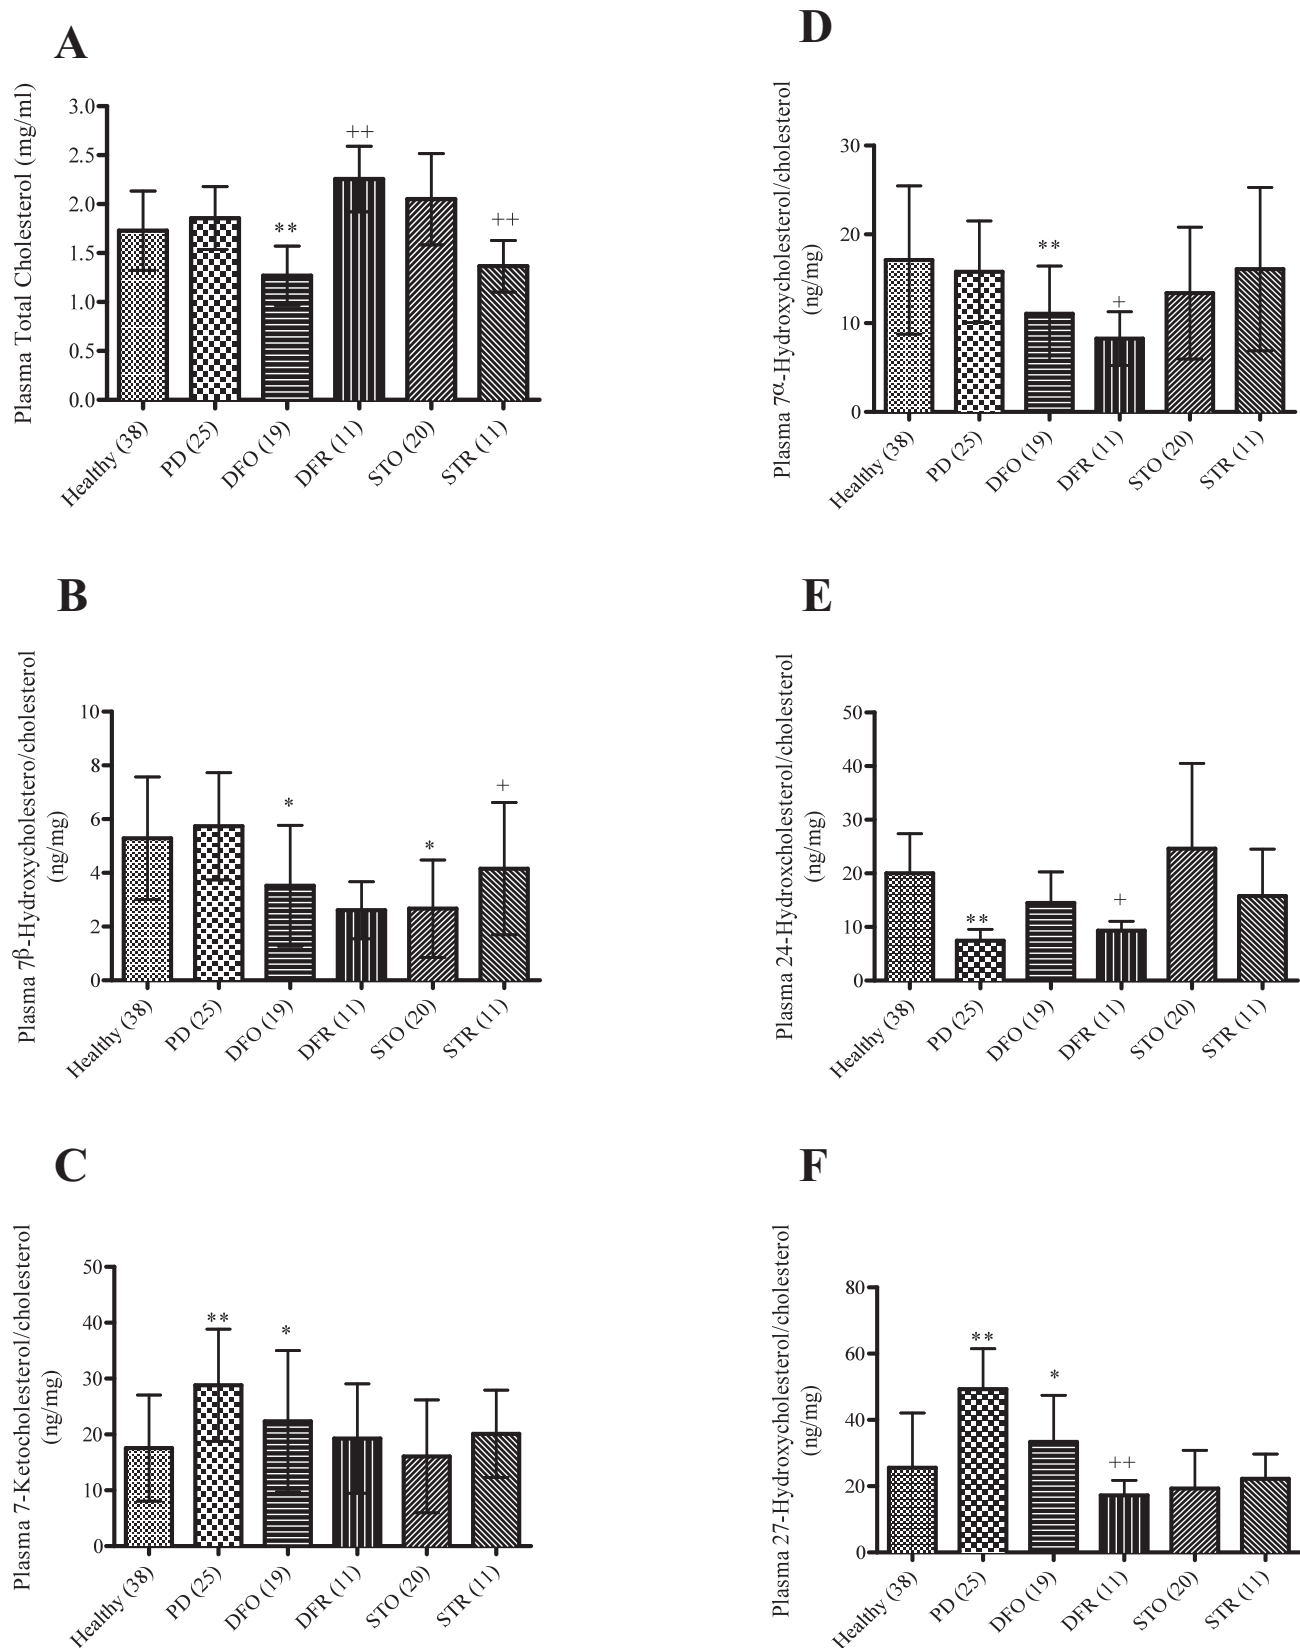 A
Plasma Total Cholesterol (mg/ml)
3.0
2.5
2.0
1.5
1.0
0.5
0.0
**
++
++
Healthy (38)
PD (25)
DFO (19)
DFR (11)
STO (20)
STR (11)
B
Plasma 7β-Hydroxycholestero/cholesterol
(ng/mg)
10
8
6
4
2
0
*
*
+
Healthy (38)
PD (25)
DFO (19)
DFR (11)
STO (20)
STR (11)
C
Plasma 7-Ketocholesterol/cholesterol
(ng/mg)
50
40
30
20
10
0
**
*
Healthy (38)
PD (25)
DFO (19)
DFR (11)
STO (20)
STR (11)
D
Plasma 7α-Hydroxycholesterol/cholesterol
(ng/mg)
30
20
10
0
**
+
Healthy (38)
PD (25)
DFO (19)
DFR (11)
STO (20)
STR (11)
E
Plasma 24-Hydroxcholesterol/cholesterol
(ng/mg)
50
40
30
20
10
0
**
+
Healthy (38)
PD (25)
DFO (19)
DFR (11)
STO (20)
STR (11)
F
Plasma 27-Hydroxycholesterol/cholesterol
(ng/mg)
80
60
40
20
0
**
*
++
Healthy (38)
PD (25)
DFO (19)
DFR (11)
STO (20)
STR (11)